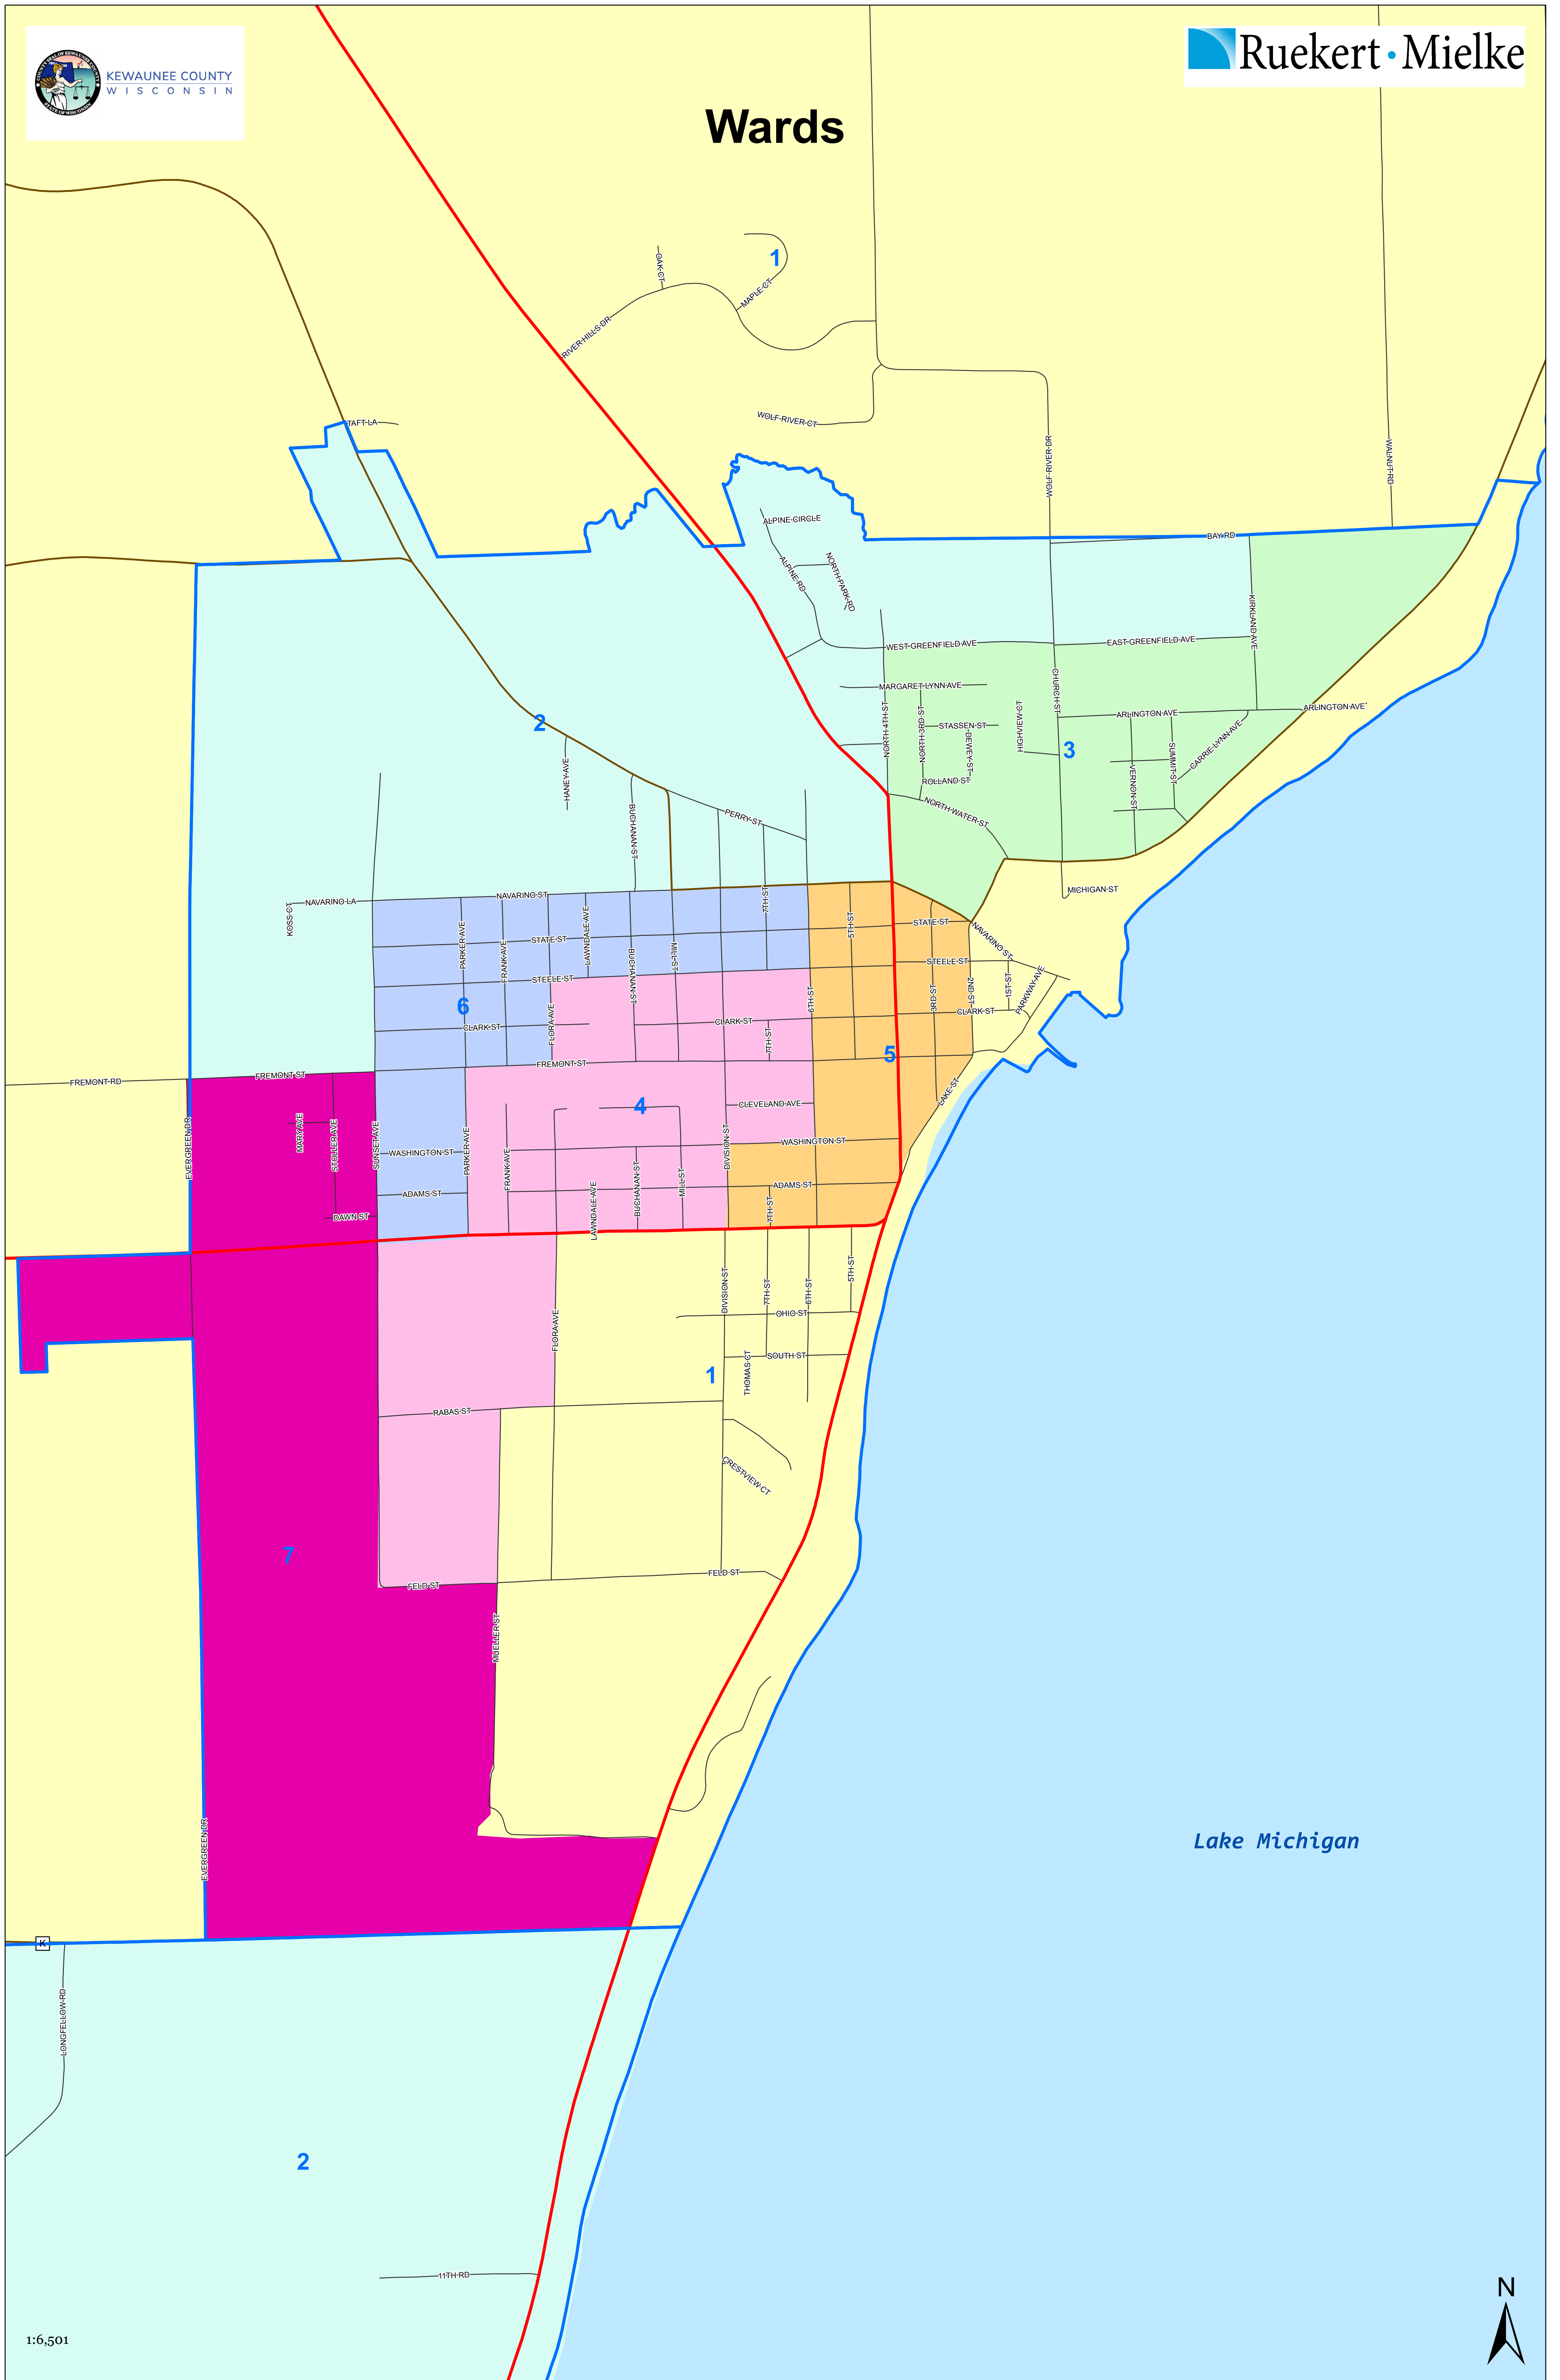 KEWAUNEE COUNTY
WISCONSIN
Ruekert·Mielke
Wards
OAK CT
1
MAPLE CT
RIVER HILLS DR
WOLF RIVER CT
TAFT LA
WOLF RIVER DR
WALNUT RD
ALPINE CIRCLE
BAY RD
ALPINE RD
NORTH PARK RD
KIRKLAND AVE
WEST GREENFIELD AVE
EAST GREENFIELD AVE
MARGARET LYNN AVE
CHURCH ST
NORTH 4TH ST
NORTH 3RD ST
STASSEN ST
DEWEY ST
HIGHVIEW CT
ARLINGTON AVE
ARLINGTON AVE
2
3
SUMMIT ST
CARRIE LYNN AVE
VERNON ST
HANEY AVE
ROLLAND ST
BUCHANAN ST
PERRY ST
NORTH WATER ST
MICHIGAN ST
NAVARINO LA
KOSS CT
NAVARINO ST
7TH ST
5TH ST
STATE ST
NAVARINO ST
PARKER AVE
FRANK AVE
STATE ST
LAWNDALE AVE
BUCHANAN ST
MILL ST
STEELE ST
STEELE ST
6
6TH ST
3RD ST
2ND ST
1ST ST
PARKWAY AVE
CLARK ST
FLORA AVE
CLARK ST
7TH ST
CLARK ST
5
FREMONT RD
FREMONT ST
FREMONT ST
LAKE ST
4
CLEVELAND AVE
EVERGREEN DR
MARY AVE
STOLLER AVE
SUNSET AVE
WASHINGTON ST
PARKER AVE
FRANK AVE
DIVISION ST
WASHINGTON ST
ADAMS ST
LAWNDALE AVE
BUCHANAN ST
MILL ST
ADAMS ST
7TH ST
DAWN ST
DIVISION ST
7TH ST
6TH ST
5TH ST
FLORA AVE
OHIO ST
1
THOMAS CT
SOUTH ST
RABAS ST
CRESTVIEW CT
7
FELD ST
FELD ST
MUELLER ST
EVERGREEN DR
Lake Michigan
K
LONGFELLOW RD
2
11TH RD
N
1:6,501